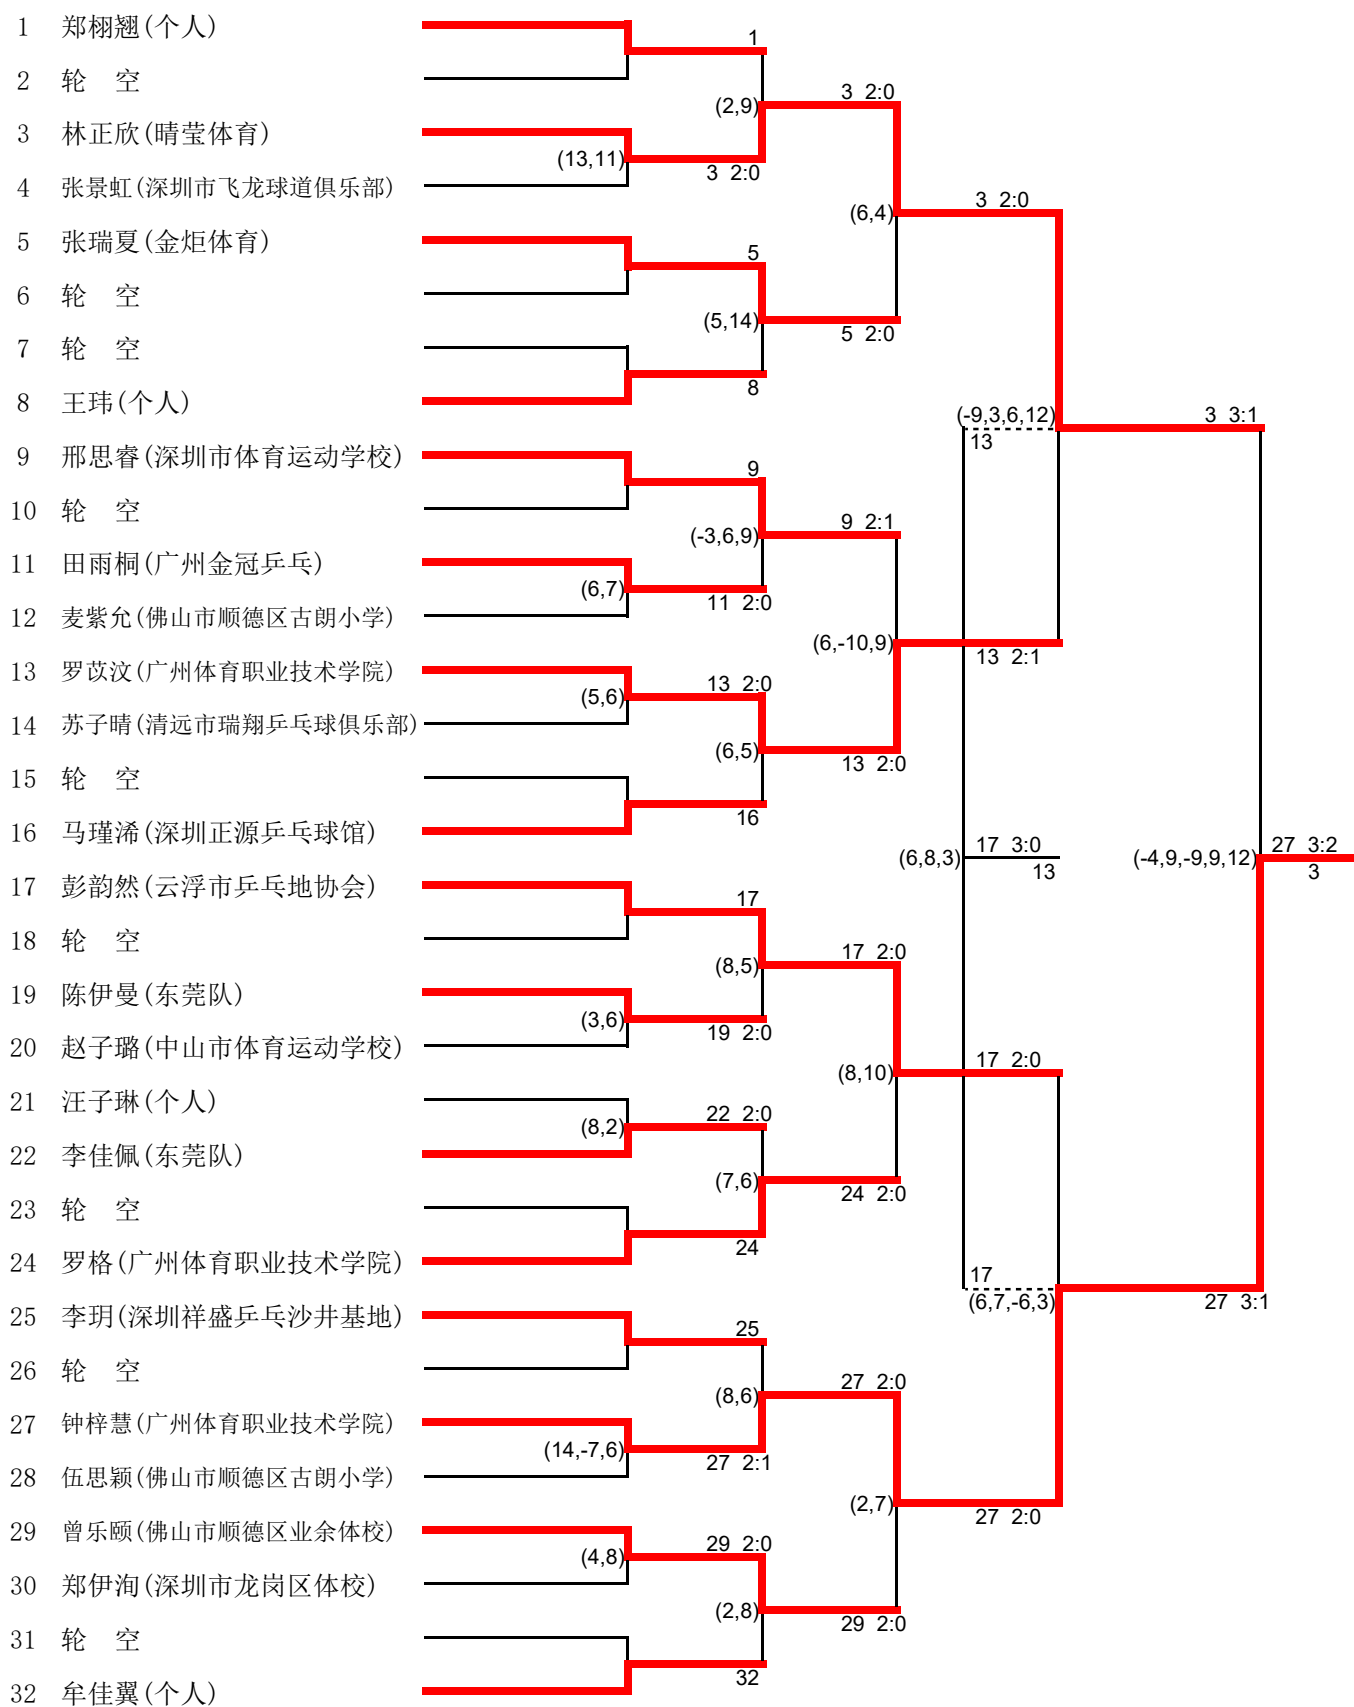 1 郑栩翘(个人)
1
2 轮 空
(2,9)
3 2:0
3 林正欣(晴莹体育)
(13,11)
3 2:0
4 张景虹(深圳市飞龙球道俱乐部)
(6,4)
3 2:0
5 张瑞夏(金炬体育)
5
6 轮 空
(5,14)
5 2:0
7 轮 空
8
8 王玮(个人)
(-9,3,6,12)
13
3 3:1
9 邢思睿(深圳市体育运动学校)
9
10 轮 空
(-3,6,9)
9 2:1
11 田雨桐(广州金冠乒乓)
(6,7)
11 2:0
12 麦紫允(佛山市顺德区古朗小学)
(6,-10,9)
13 2:1
13 罗苡汶(广州体育职业技术学院)
(5,6)
13 2:0
14 苏子晴(清远市瑞翔乒乓球俱乐部)
(6,5)
13 2:0
15 轮 空
16
16 马瑾浠(深圳正源乒乓球馆)
(6,8,3)
17 3:0
13
(-4,9,-9,9,12)
27 3:2
3
17 彭韵然(云浮市乒乓地协会)
17
18 轮 空
(8,5)
17 2:0
19 陈伊曼(东莞队)
(3,6)
19 2:0
20 赵子璐(中山市体育运动学校)
(8,10)
17 2:0
21 汪子琳(个人)
(8,2)
22 2:0
22 李佳佩(东莞队)
(7,6)
24 2:0
23 轮 空
24
24 罗格(广州体育职业技术学院)
17
(6,7,-6,3)
27 3:1
25 李玥(深圳祥盛乒乓沙井基地)
25
26 轮 空
(8,6)
27 2:0
27 钟梓慧(广州体育职业技术学院)
(14,-7,6)
27 2:1
28 伍思颖(佛山市顺德区古朗小学)
(2,7)
27 2:0
29 曾乐颐(佛山市顺德区业余体校)
(4,8)
29 2:0
30 郑伊洵(深圳市龙岗区体校)
(2,8)
29 2:0
31 轮 空
32
32 牟佳翼(个人)